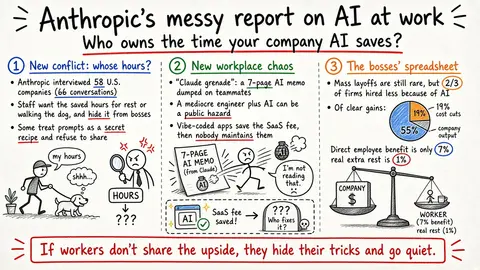 Anthropic's messy report on AI at work
Who owns the time your company AI saves?
1 New conflict: whose hours?
• Anthropic interviewed 58 U.S.
companies (66 conversations)
• Staff want the saved hours for rest or
walking the dog, and hide it from bosses
• Some treat prompts as a secret
recipe and refuse to share
my hours
shhh...
HOURS
???
2 New workplace chaos
• "Claude grenade": a 7-page AI memo
dumped on teammates
• A mediocre engineer plus AI can be
a public hazard
• Vibe-coded apps save the SaaS fee,
then nobody maintains them
7-PAGE
AI MEMO
(from Claude)
AI
AI
I'm not
reading
that.
AI
SaaS fee
saved!
???
Who fixes it?
3 The bosses' spreadsheet
• Mass layoffs are still rare, but 2/3
of firms hired less because of AI
• Of clear gains:
19%
19%
cost cuts
55%
company
output
Direct employee benefit is only 7%
real extra rest is 1%
COMPANY
$
WORKER
(7% benefit)
real rest (1%)
If workers don't share the upside, they hide their tricks and go quiet.